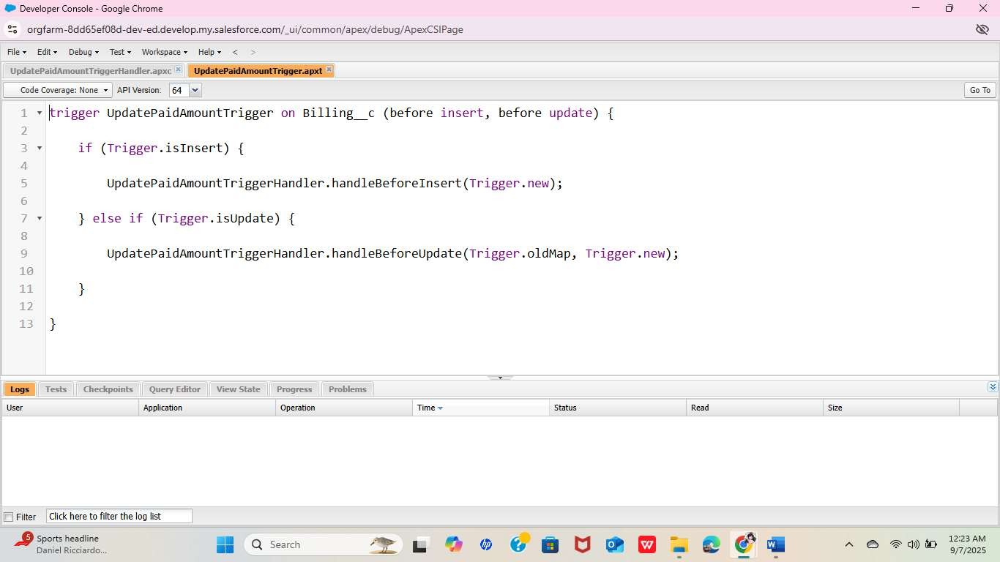 Developer Console - Google Chrome
orgfarm-8dd65ef08d-dev-ed.develop.my.salesforce.com/_ui/common/apex/debug/ApexCSIPage
File Edit Debug Test Workspace Help < >
UpdatePaidAmountTriggerHandler.apxc UpdatePaidAmountTrigger.apxt
Code Coverage: None API Version: 64 Go To
1 trigger UpdatePaidAmountTrigger on Billing__c (before insert, before update) {
2
3 if (Trigger.isInsert) {
4
5 UpdatePaidAmountTriggerHandler.handleBeforeInsert(Trigger.new);
6
7 } else if (Trigger.isUpdate) {
8
9 UpdatePaidAmountTriggerHandler.handleBeforeUpdate(Trigger.oldMap, Trigger.new);
10
11 }
12
13 }
Logs Tests Checkpoints Query Editor View State Progress Problems
User Application Operation Time Status Read Size
Filter Click here to filter the log list
5 Sports headline
Daniel Ricciardo...
Search
hp
W
12:23 AM
9/7/2025